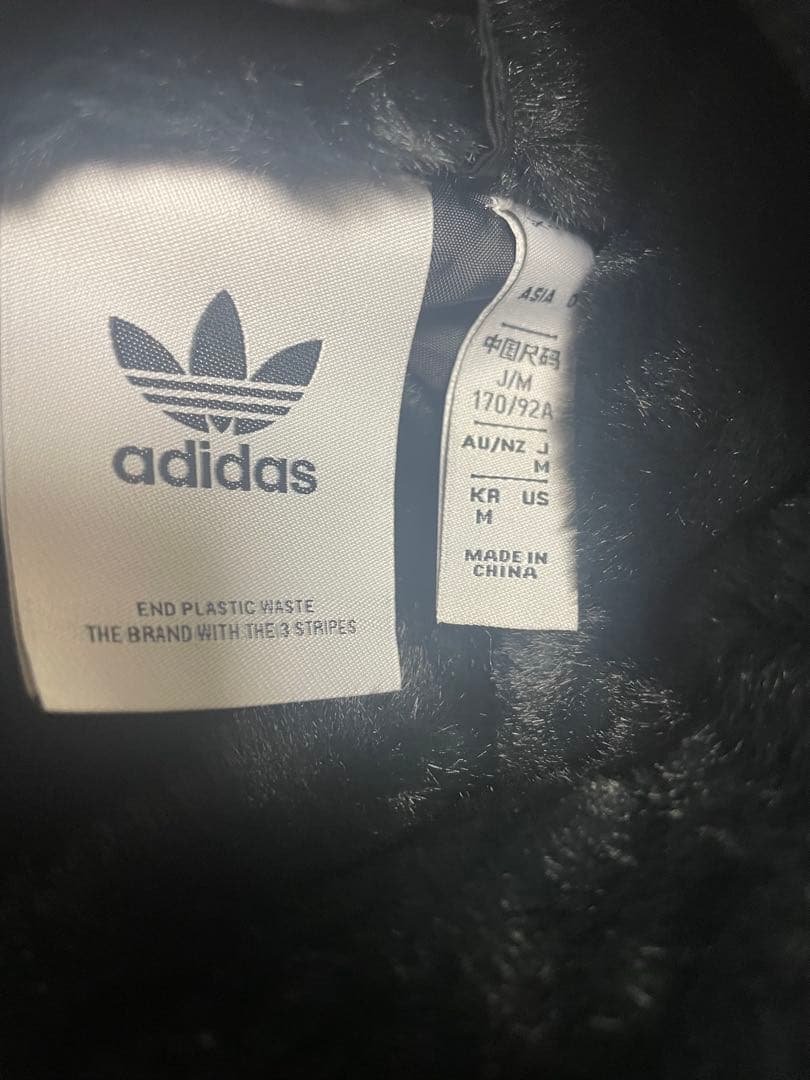 adidas
END PLASTIC WASTE
THE BRAND WITH THE 3 STRIPES
ASIA
中国尺码
J/M
170/92A
AU/NZ J
M
KR US
M
MADE IN
CHINA